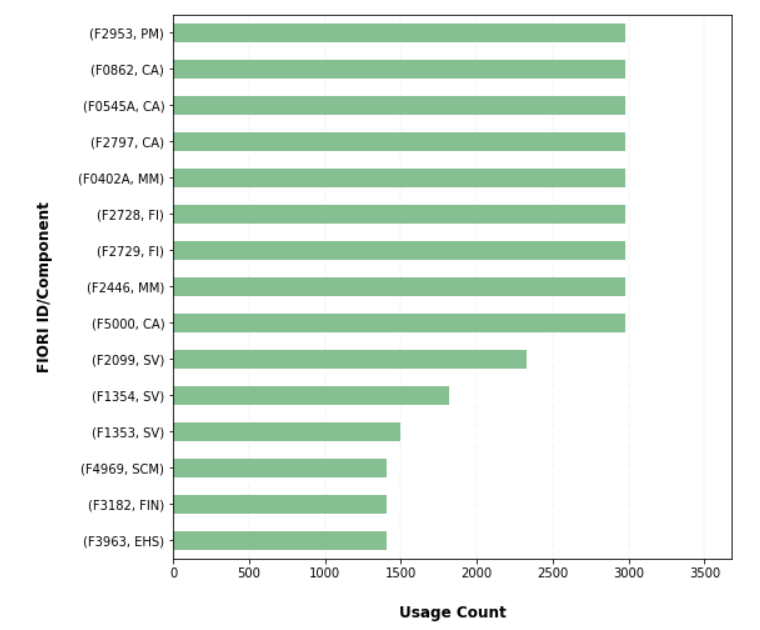 (F2953, PM)
(F0862, CA)
(F0545A, CA)
(F2797, CA)
(F0402A, MM)
(F2728, FI)
(F2729, FI)
(F2446, MM)
(F5000, CA)
(F2099, SV)
(F1354, SV)
(F1353, SV)
(F4969, SCM)
(F3182, FIN)
(F3963, EHS)
FIORI ID/Component
0 500 1000 1500 2000 2500 3000 3500
Usage Count